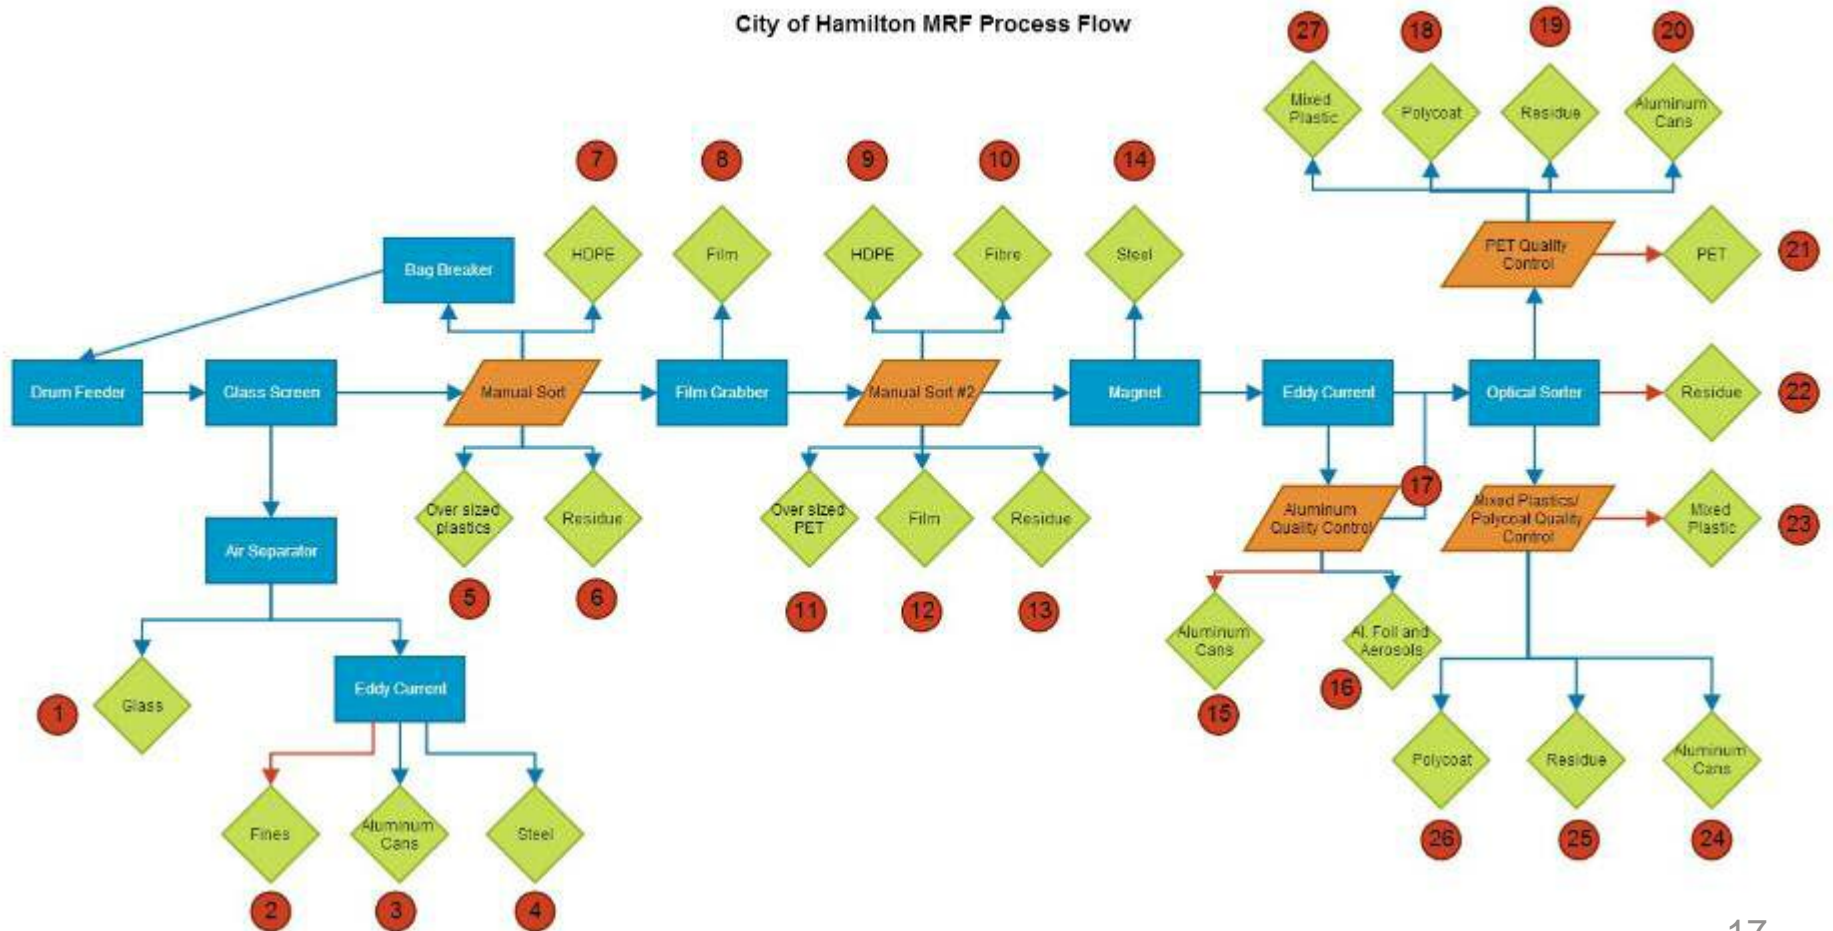 City of Hamilton MRF Process Flow
27
18
19
20
Mixed
Plastic
Polycoat
Residue
Aluminum
Cans
7
8
9
10
14
HDPE
Film
HDPE
Fibre
Steel
PET Quality
Control
PET
21
Bag Breaker
Drum Feeder
Glass Screen
Manual Sort
Film Grabber
Manual Sort #2
Magnet
Eddy Current
Optical Sorter
Residue
22
Over sized
plastics
Residue
Over sized
PET
Film
Residue
Aluminum
Quality Control
17
Mixed Plastics/
Polycoat Quality
Control
Mixed
Plastic
23
Air Separator
5
6
11
12
13
Aluminum
Cans
Al. Foil and
Aerosols
15
16
1
Glass
Eddy Current
Polycoat
Residue
Aluminum
Cans
26
25
24
Fines
Aluminum
Cans
Steel
2
3
4
17